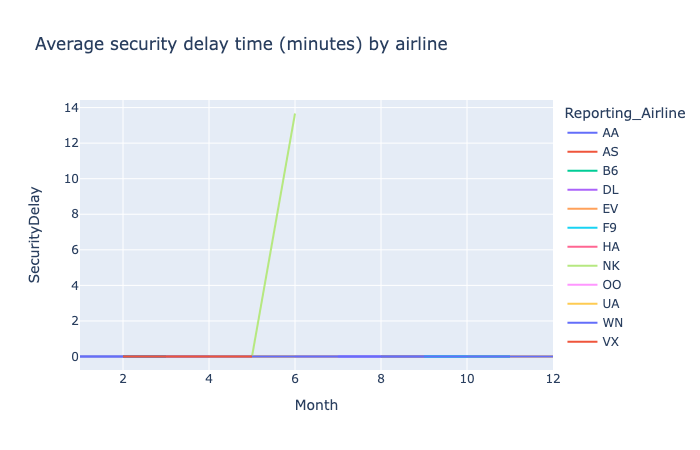 Average security delay time (minutes) by airline
Reporting_Airline
AA
AS
B6
DL
EV
F9
HA
NK
OO
UA
WN
VX
SecurityDelay
14
12
10
8
6
4
2
0
2 4 6 8 10 12
Month